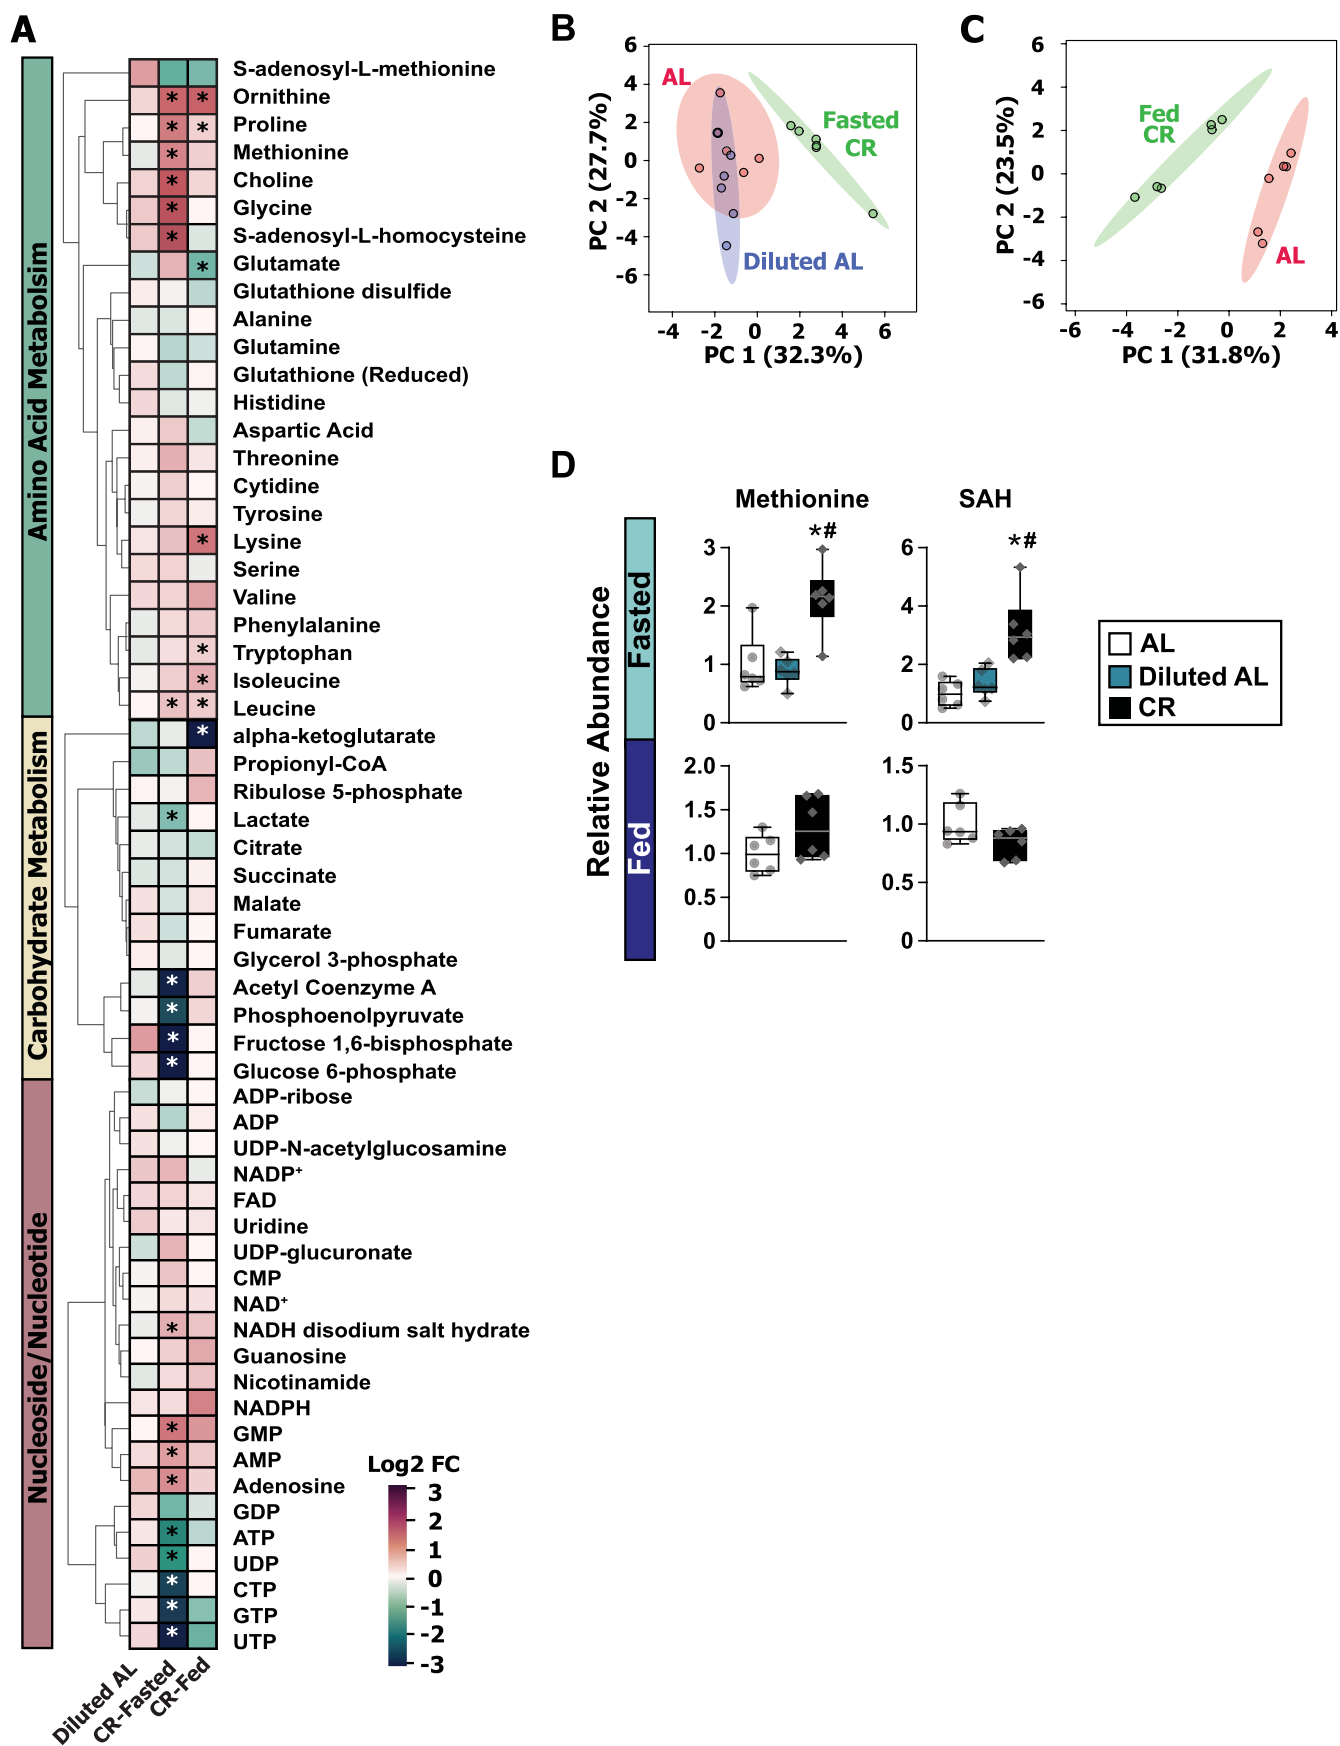 A
Amino Acid Metabolsim
S-adenosyl-L-methionine
Ornithine
* *
Proline
* *
Methionine
*
Choline
*
Glycine
*
S-adenosyl-L-homocysteine
*
Glutamate
*
Glutathione disulfide
Alanine
Glutamine
Glutathione (Reduced)
Histidine
Aspartic Acid
Threonine
Cytidine
Tyrosine
Lysine
*
Serine
Valine
Phenylalanine
Tryptophan
*
Isoleucine
*
Leucine
* *
Carbohydrate Metabolism
alpha-ketoglutarate
*
Propionyl-CoA
Ribulose 5-phosphate
Lactate
*
Citrate
Succinate
Malate
Fumarate
Glycerol 3-phosphate
Acetyl Coenzyme A
*
Phosphoenolpyruvate
*
Fructose 1,6-bisphosphate
*
Glucose 6-phosphate
*
Nucleoside/Nucleotide
ADP-ribose
ADP
UDP-N-acetylglucosamine
NADP+
FAD
Uridine
UDP-glucuronate
CMP
NAD+
NADH disodium salt hydrate
*
Guanosine
Nicotinamide
NADPH
GMP
*
AMP
*
Adenosine
*
GDP
ATP
*
UDP
*
CTP
*
GTP
*
UTP
*
Diluted AL
CR-Fasted
CR-Fed
Log2 FC
3
2
1
0
-1
-2
-3
B
PC 2 (27.7%)
6
4
2
0
-2
-4
-6
AL
Fasted
CR
Diluted AL
-4 -2 0 2 4 6
PC 1 (32.3%)
C
PC 2 (23.5%)
6
4
2
0
-2
-4
-6
Fed
CR
AL
-6 -4 -2 0 2 4
PC 1 (31.8%)
D
Relative Abundance
Fasted
Fed
Methionine
*#
3
2
1
0
SAH
*#
6
4
2
0
2.0
1.5
1.0
0.5
0
1.5
1.0
0.5
0
AL
Diluted AL
CR